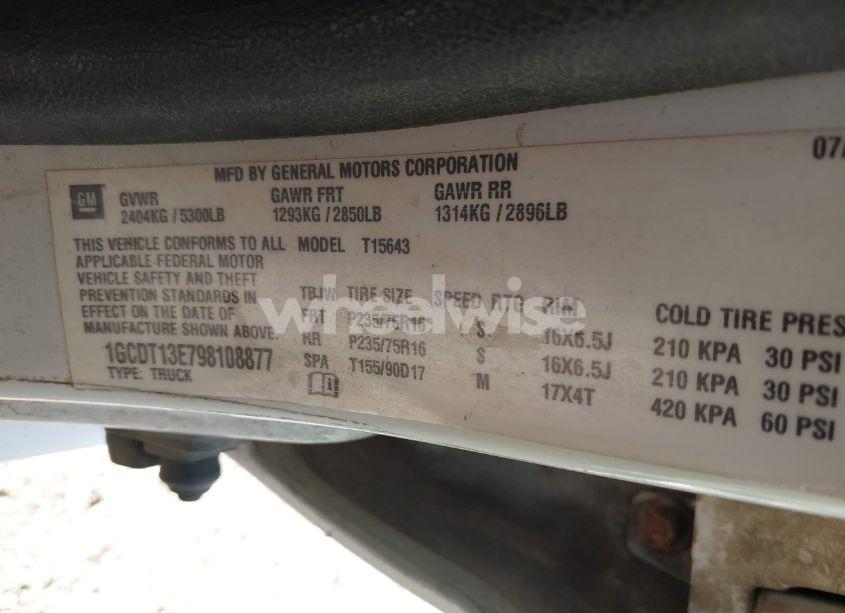 07/
MFD BY GENERAL MOTORS CORPORATION
GM
GVWR GAWR FRT GAWR RR
2404KG / 5300LB 1293KG / 2850LB 1314KG / 2896LB
THIS VEHICLE CONFORMS TO ALL MODEL T15643
APPLICABLE FEDERAL MOTOR
VEHICLE SAFETY AND THEFT
PREVENTION STANDARDS IN
EFFECT ON THE DATE OF
MANUFACTURE SHOWN ABOVE.
1GCDT13E798108877
TYPE: TRUCK
TBJW TIRE SIZE SPEED RTG RIM COLD TIRE PRES
FRT P235/75R16 S 16X6.5J 210 KPA 30 PSI
RR P235/75R16 S 16X6.5J 210 KPA 30 PSI
SPA T155/90D17 M 17X4T 420 KPA 60 PSI
wheelwise